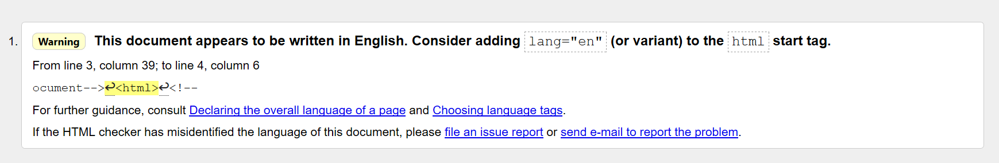 1. Warning This document appears to be written in English. Consider adding lang="en" (or variant) to the html start tag.
From line 3, column 39; to line 4, column 6
ocument-->↩<html>↩<!--
For further guidance, consult Declaring the overall language of a page and Choosing language tags.
If the HTML checker has misidentified the language of this document, please file an issue report or send e-mail to report the problem.